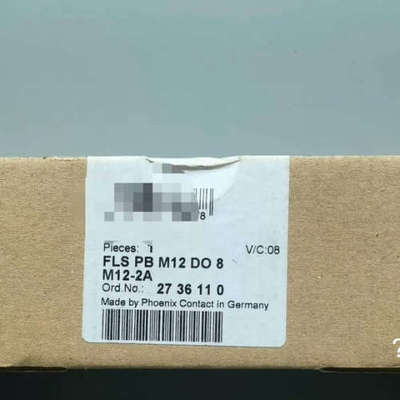 8
Pieces: 1 V/C:08
FLS PB M12 DO 8
M12-2A
Ord.No.: 27 36 11 0
Made by Phoenix Contact in Germany